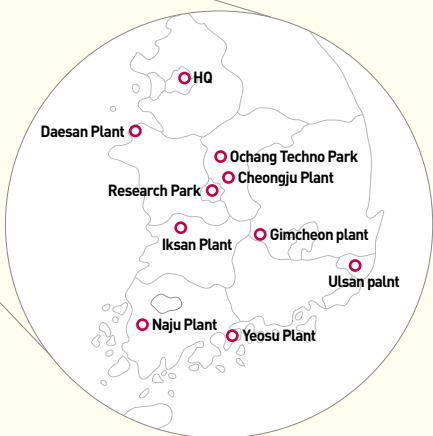 HQ
Daesan Plant
Ochang Techno Park
Cheongju Plant
Research Park
Iksan Plant
Gimcheon plant
Ulsan palnt
Naju Plant
Yeosu Plant